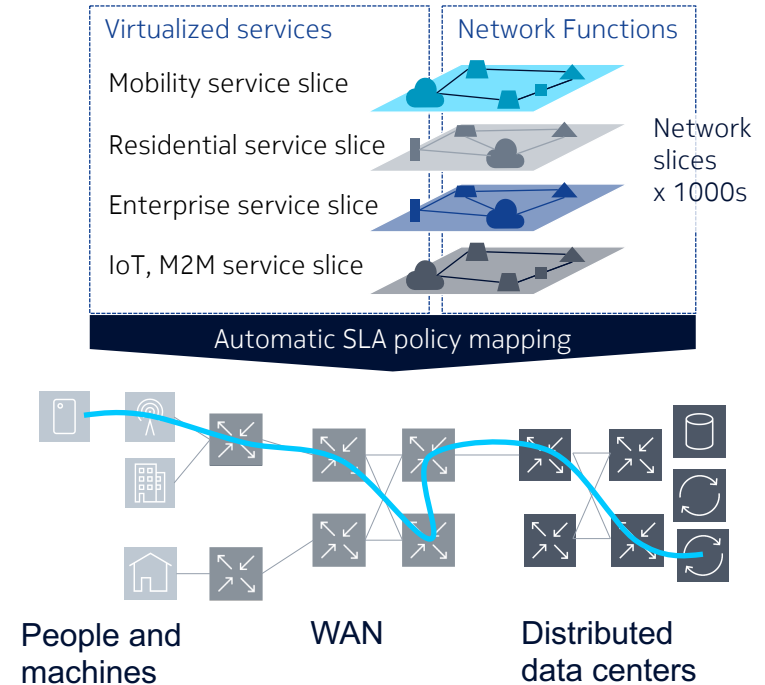 Virtualized services
Network Functions
Mobility service slice
Residential service slice
Enterprise service slice
IoT, M2M service slice
Network
slices
x 1000s
Automatic SLA policy mapping
People and
machines
WAN
Distributed
data centers